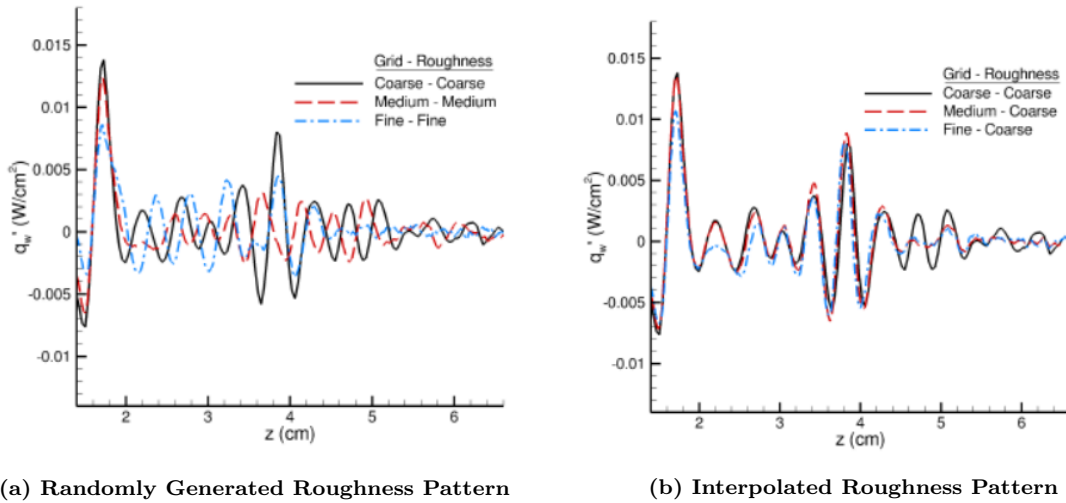 0.015
0.01
0.005
0
-0.005
-0.01
q_w" (W/cm²)
Grid - Roughness
Coarse - Coarse
Medium - Medium
Fine - Fine
2
3
4
5
6
z (cm)
(a) Randomly Generated Roughness Pattern
0.015
0.01
0.005
0
-0.005
-0.01
q_w" (W/cm²)
Grid - Roughness
Coarse - Coarse
Medium - Coarse
Fine - Coarse
2
3
4
5
6
z (cm)
(b) Interpolated Roughness Pattern